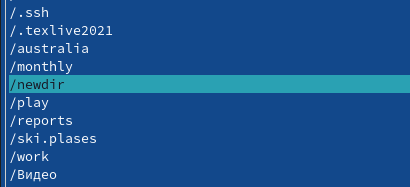 /.ssh
/.texlive2021
/australia
/monthly
/newdir
/play
/reports
/ski.plases
/work
/Видео